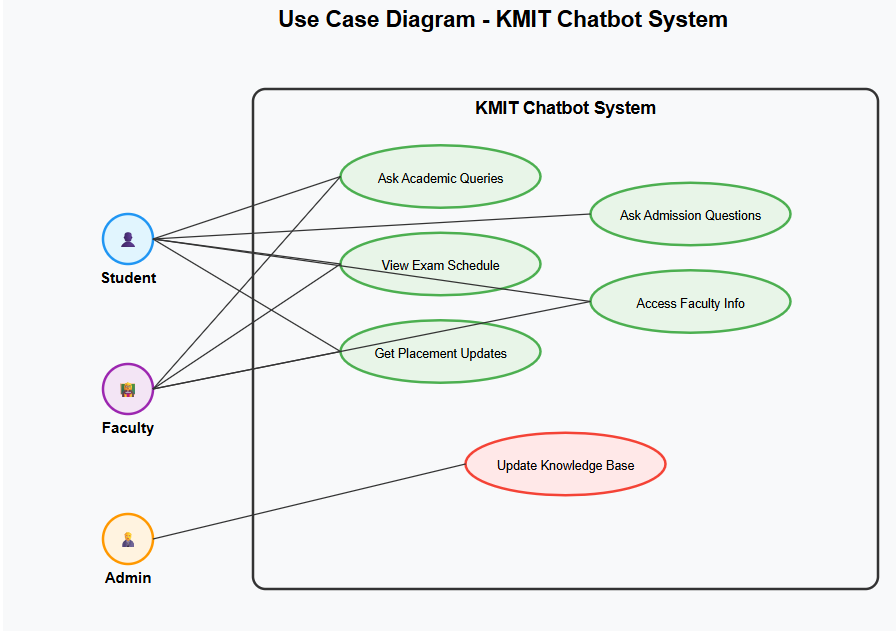 Use Case Diagram - KMIT Chatbot System
KMIT Chatbot System
Ask Academic Queries
Ask Admission Questions
View Exam Schedule
Access Faculty Info
Get Placement Updates
Update Knowledge Base
Student
Faculty
Admin